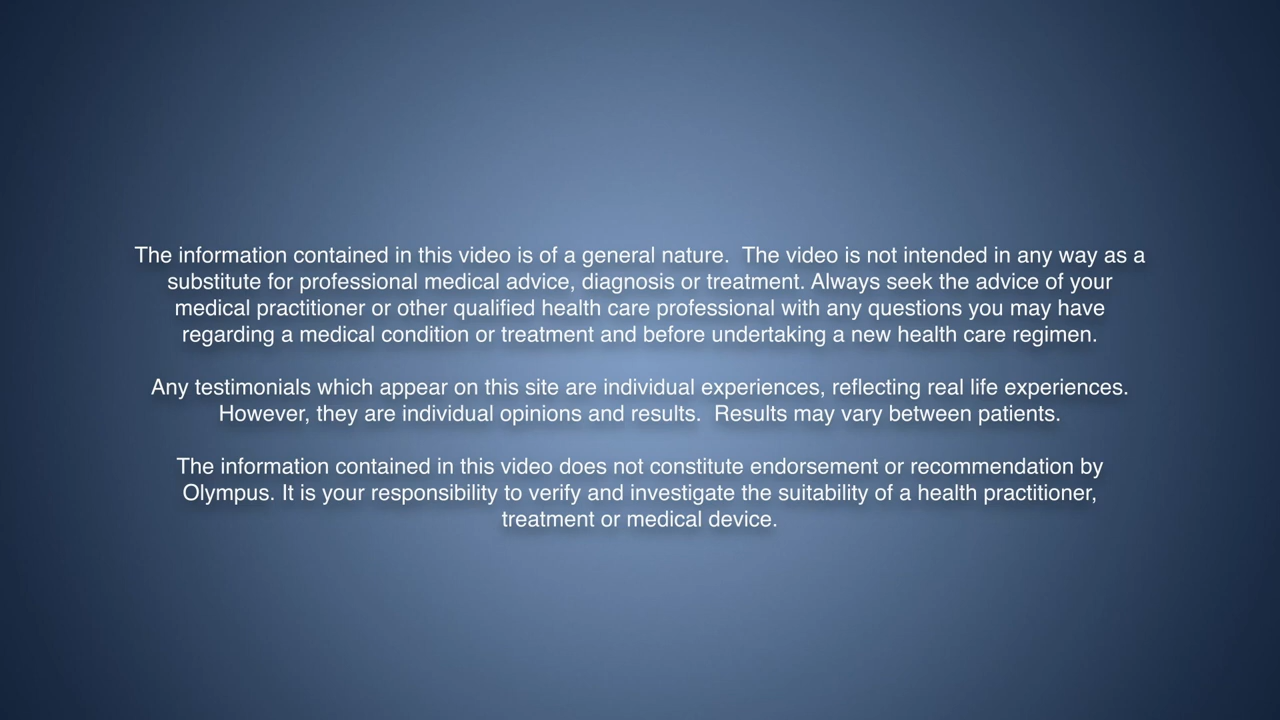 The information contained in this video is of a general nature.  The video is not intended in any way as a
substitute for professional medical advice, diagnosis or treatment. Always seek the advice of your
medical practitioner or other qualified health care professional with any questions you may have
regarding a medical condition or treatment and before undertaking a new health care regimen.
Any testimonials which appear on this site are individual experiences, reflecting real life experiences.
However, they are individual opinions and results.  Results may vary between patients.
The information contained in this video does not constitute endorsement or recommendation by
Olympus. It is your responsibility to verify and investigate the suitability of a health practitioner,
treatment or medical device.